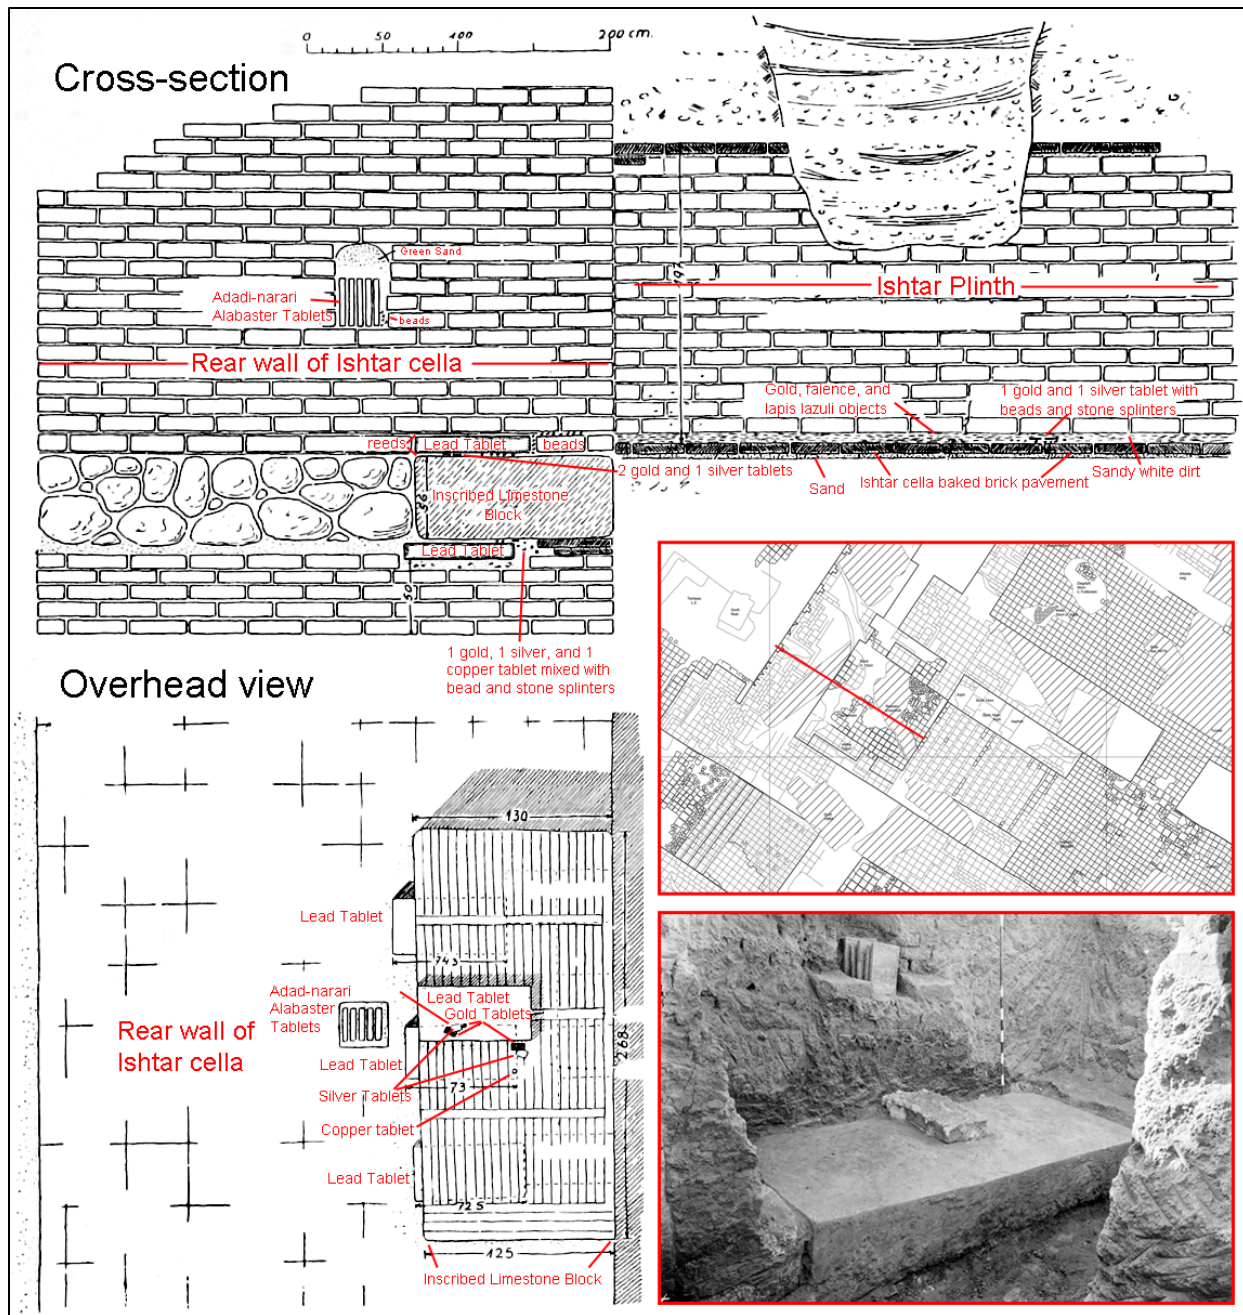 0 50 100 200 cm.
Cross-section
Green Sand
Adadi-narari
Alabaster Tablets
beads
197
Ishtar Plinth
Rear wall of Ishtar cella
Gold, faience, and
lapis lazuli objects
1 gold and 1 silver tablet with
beads and stone splinters
reeds
Lead Tablet
beads
2 gold and 1 silver tablets
Sand
Ishtar cella baked brick pavement
Sandy white dirt
Inscribed Limestone
Block
56
Lead Tablet
50
1 gold, 1 silver, and 1
copper tablet mixed with
bead and stone splinters
Overhead view
130
Lead Tablet
745
Adad-narari
Alabaster
Tablets
Lead Tablet
Gold Tablets
Rear wall of
Ishtar cella
268
Lead Tablet
73
Silver Tablets
Copper tablet
Lead Tablet
725
125
Inscribed Limestone Block